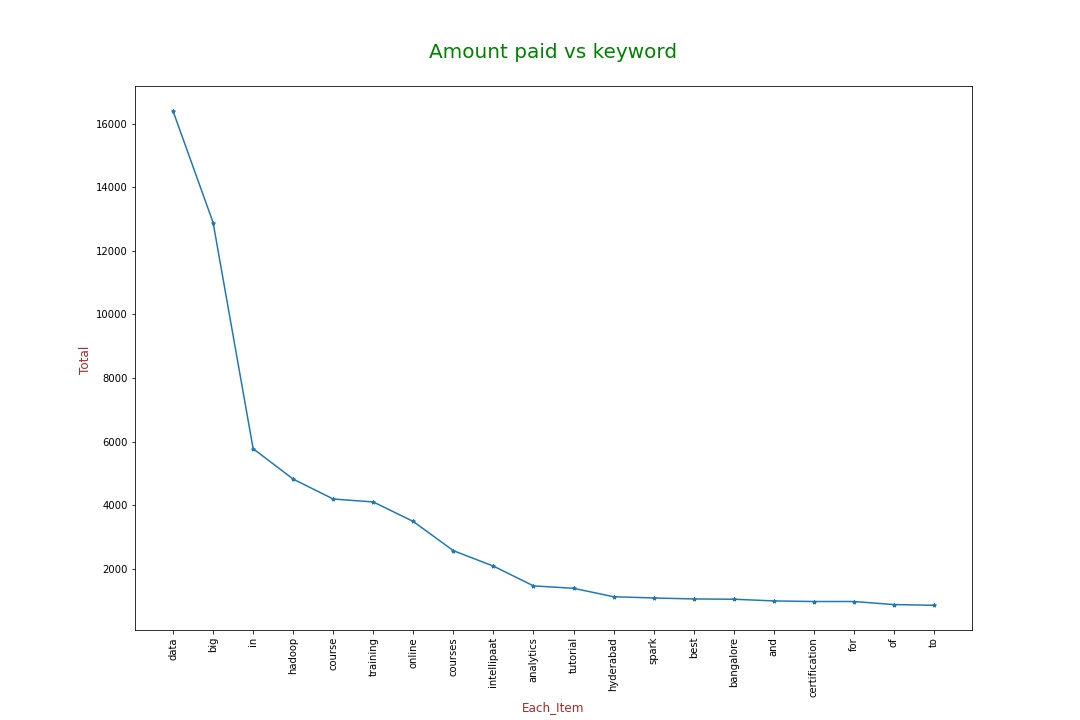 Amount paid vs keyword
16000
14000
12000
10000
8000
6000
4000
2000
Total
data
big
in
hadoop
course
training
online
courses
intellipaat
analytics
tutorial
hyderabad
spark
best
bangalore
and
certification
for
of
to
Each_Item